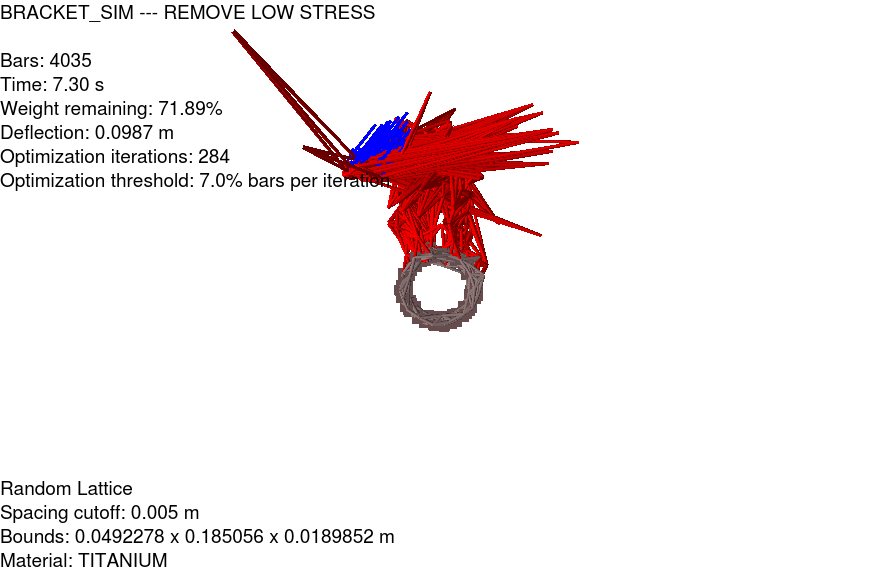 BRACKET_SIM --- REMOVE LOW STRESS
Bars: 4035
Time: 7.30 s
Weight remaining: 71.89%
Deflection: 0.0987 m
Optimization iterations: 284
Optimization threshold: 7.0% bars per iteration
Random Lattice
Spacing cutoff: 0.005 m
Bounds: 0.0492278 x 0.185056 x 0.0189852 m
Material: TITANIUM